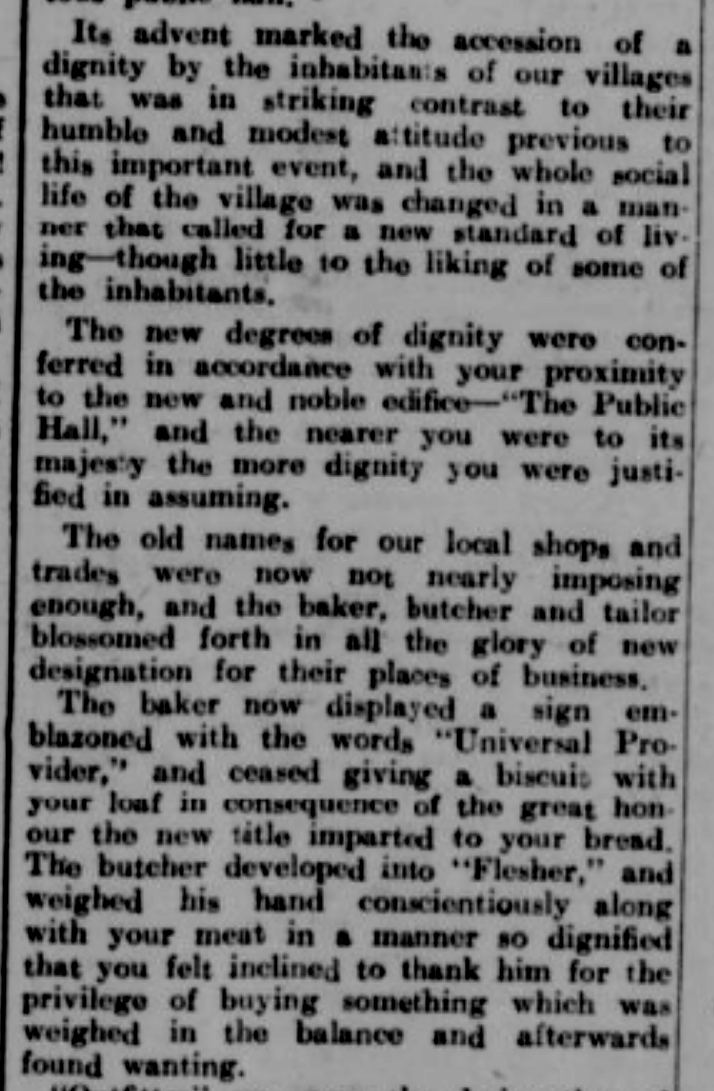 Its advent marked the accession of a
dignity by the inhabitants of our villages
that was in striking contrast to their
humble and modest attitude previous to
this important event, and the whole social
life of the village was changed in a man-
ner that called for a new standard of liv-
ing—though little to the liking of some of
the inhabitants.
The new degrees of dignity were con-
ferred in accordance with your proximity
to the new and noble edifice—"The Public
Hall," and the nearer you were to its
majesty the more dignity you were justi-
fied in assuming.
The old names for our local shops and
trades were now not nearly imposing
enough, and the baker, butcher and tailor
blossomed forth in all the glory of new
designation for their places of business.
The baker now displayed a sign em-
blazoned with the words "Universal Pro-
vider," and ceased giving a biscuit with
your loaf in consequence of the great hon-
our the new title imparted to your bread.
The butcher developed into "Flesher," and
weighed his hand conscientiously along
with your meat in a manner so dignified
that you felt inclined to thank him for the
privilege of buying something which was
weighed in the balance and afterwards
found wanting.